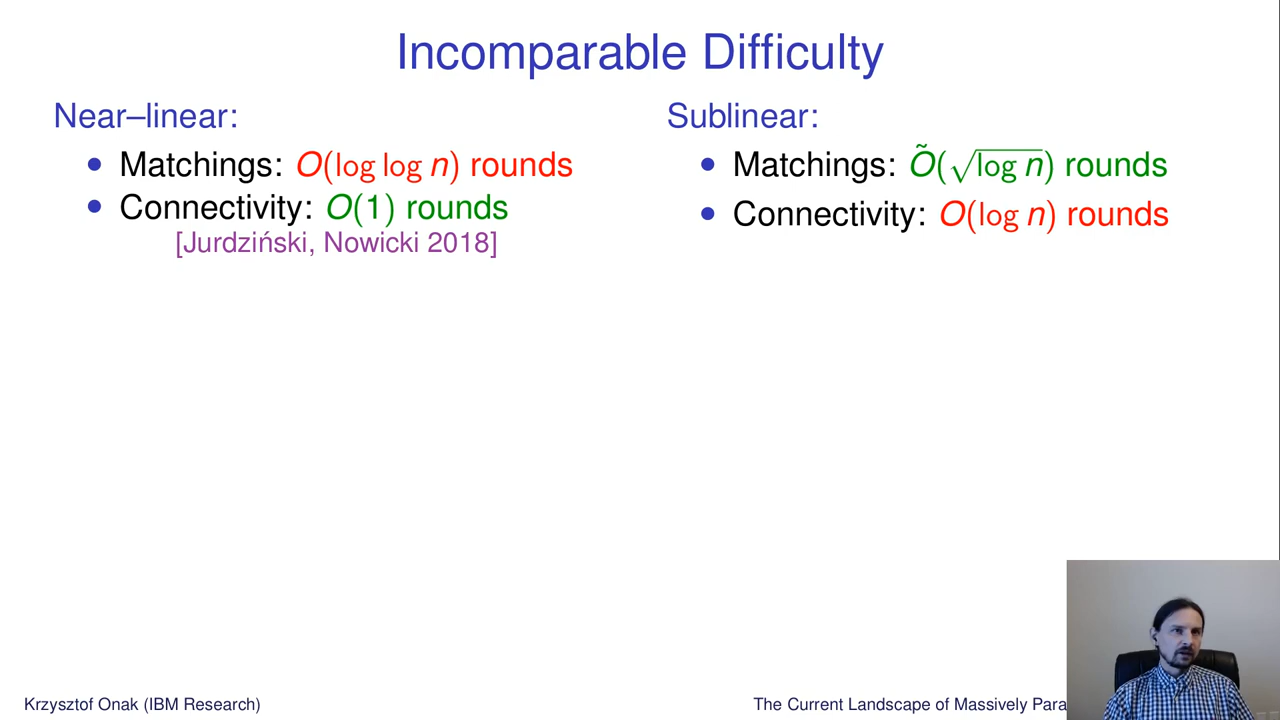 Incomparable Difficulty
Near–linear:
• Matchings: O(log log n) rounds
• Connectivity: O(1) rounds
[Jurdziński, Nowicki 2018]
Sublinear:
• Matchings: Õ(√log n) rounds
• Connectivity: O(log n) rounds
Krzysztof Onak (IBM Research)
The Current Landscape of Massively Para